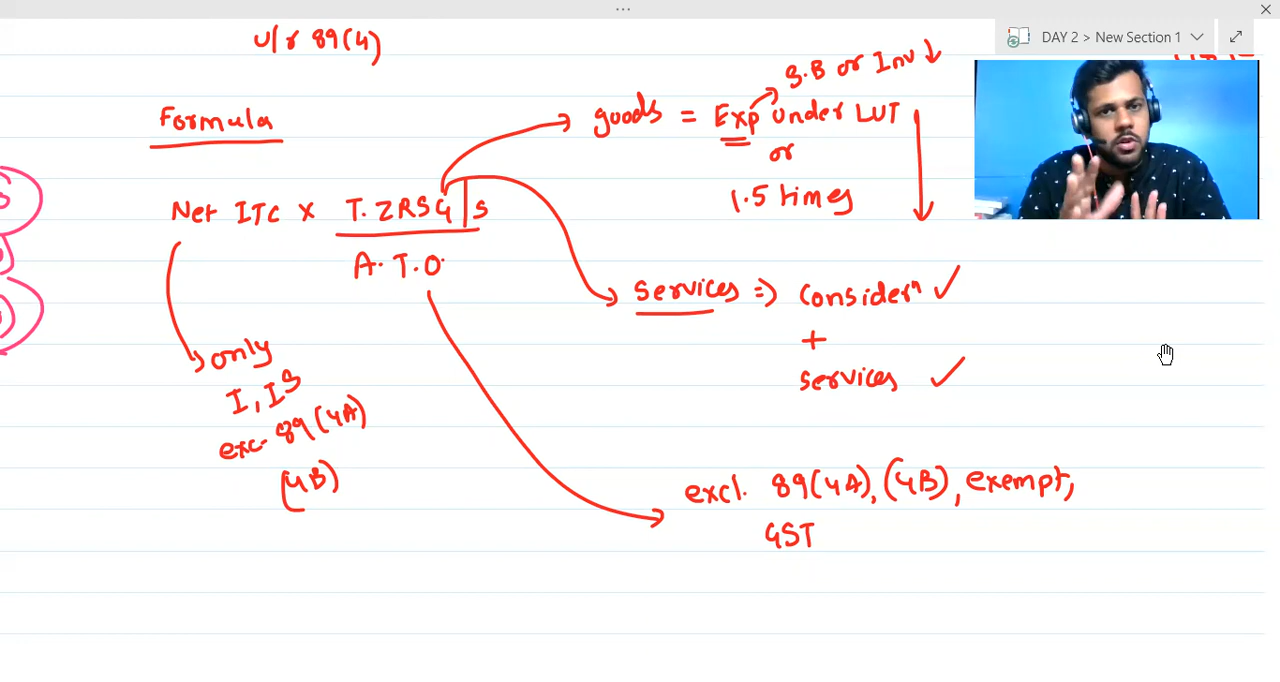 DAY 2 > New Section 1
u/r 89(4)
S.B or Inv ↓
Formula
goods = Exp under LUT
or
1.5 times
Net ITC x T. ZRSG | S
A. T. O.
Services => Consider^n ✓
+
Services ✓
only
I, IS
exc. 89(4A)
(4B)
excl. 89(4A), (4B), exempt,
GST